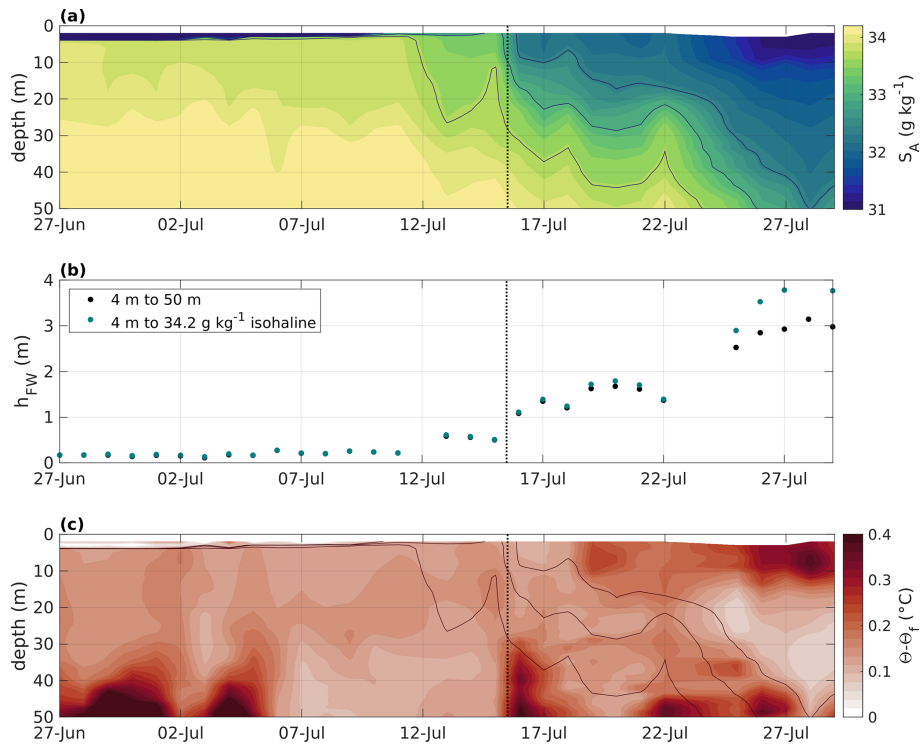 (a)
0
10
20
30
40
50
depth (m)
27-Jun
02-Jul
07-Jul
12-Jul
17-Jul
22-Jul
27-Jul
34
33
32
31
S_A (g kg⁻¹)
(b)
4
3
2
1
0
h_FW (m)
4 m to 50 m
4 m to 34.2 g kg⁻¹ isohaline
27-Jun
02-Jul
07-Jul
12-Jul
17-Jul
22-Jul
27-Jul
(c)
0
10
20
30
40
50
depth (m)
27-Jun
02-Jul
07-Jul
12-Jul
17-Jul
22-Jul
27-Jul
0.4
0.3
0.2
0.1
0
Θ-Θ_f (°C)